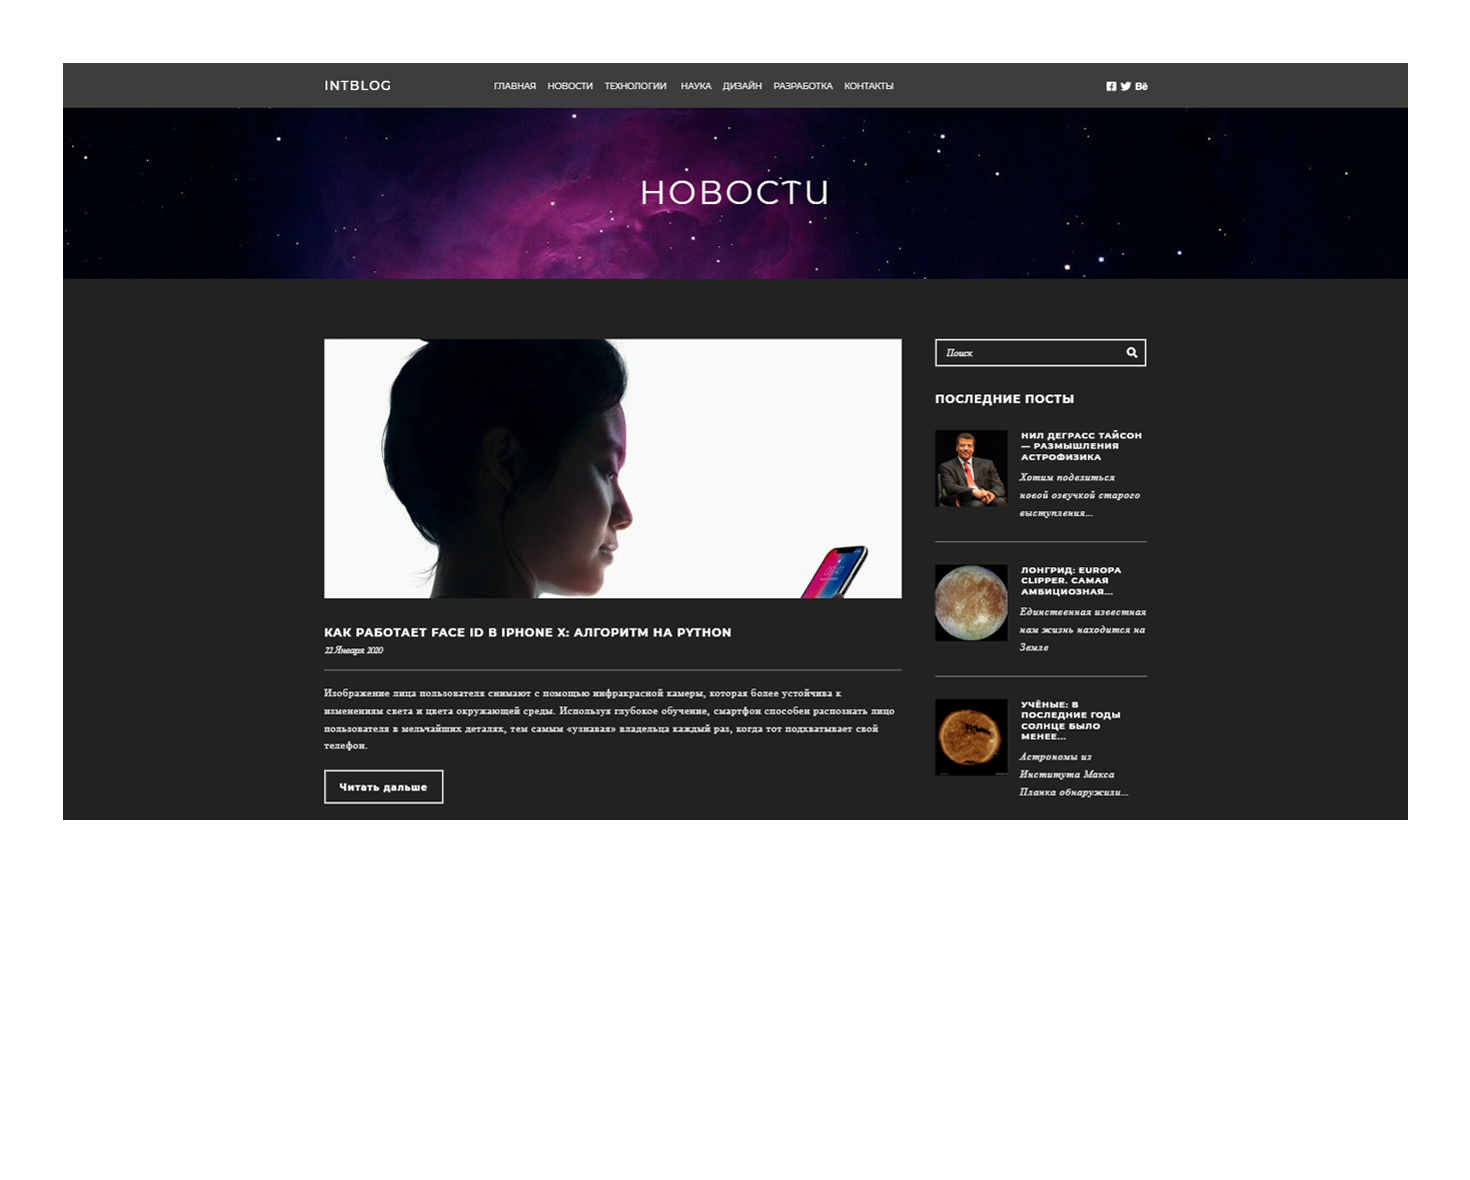 INTBLOG
ГЛАВНАЯ НОВОСТИ ТЕХНОЛОГИИ НАУКА ДИЗАЙН РАЗРАБОТКА КОНТАКТЫ
Bē
НОВОСТИ
КАК РАБОТАЕТ FACE ID В IPHONE X: АЛГОРИТМ НА PYTHON
22 Января 2020
Изображение лица пользователя снимают с помощью инфракрасной камеры, которая более устойчива к
изменениям света и цвета окружающей среды. Используя глубокое обучение, смартфон способен распознать лицо
пользователя в мельчайших деталях, тем самым «узнавая» владельца каждый раз, когда тот подхватывает свой
телефон.
Читать дальше
Поиск
ПОСЛЕДНИЕ ПОСТЫ
НИЛ ДЕГРАСС ТАЙСОН
— РАЗМЫШЛЕНИЯ
АСТРОФИЗИКА
Хотим поделиться
новой озвучкой старого
выступления...
ЛОНГРИД: EUROPA
CLIPPER. САМАЯ
АМБИЦИОЗНАЯ...
Единственная известная
нам жизнь находится на
Земле
УЧЁНЫЕ: В
ПОСЛЕДНИЕ ГОДЫ
СОЛНЦЕ БЫЛО
МЕНЕЕ...
Астрономы из
Института Макса
Планка обнаружили...